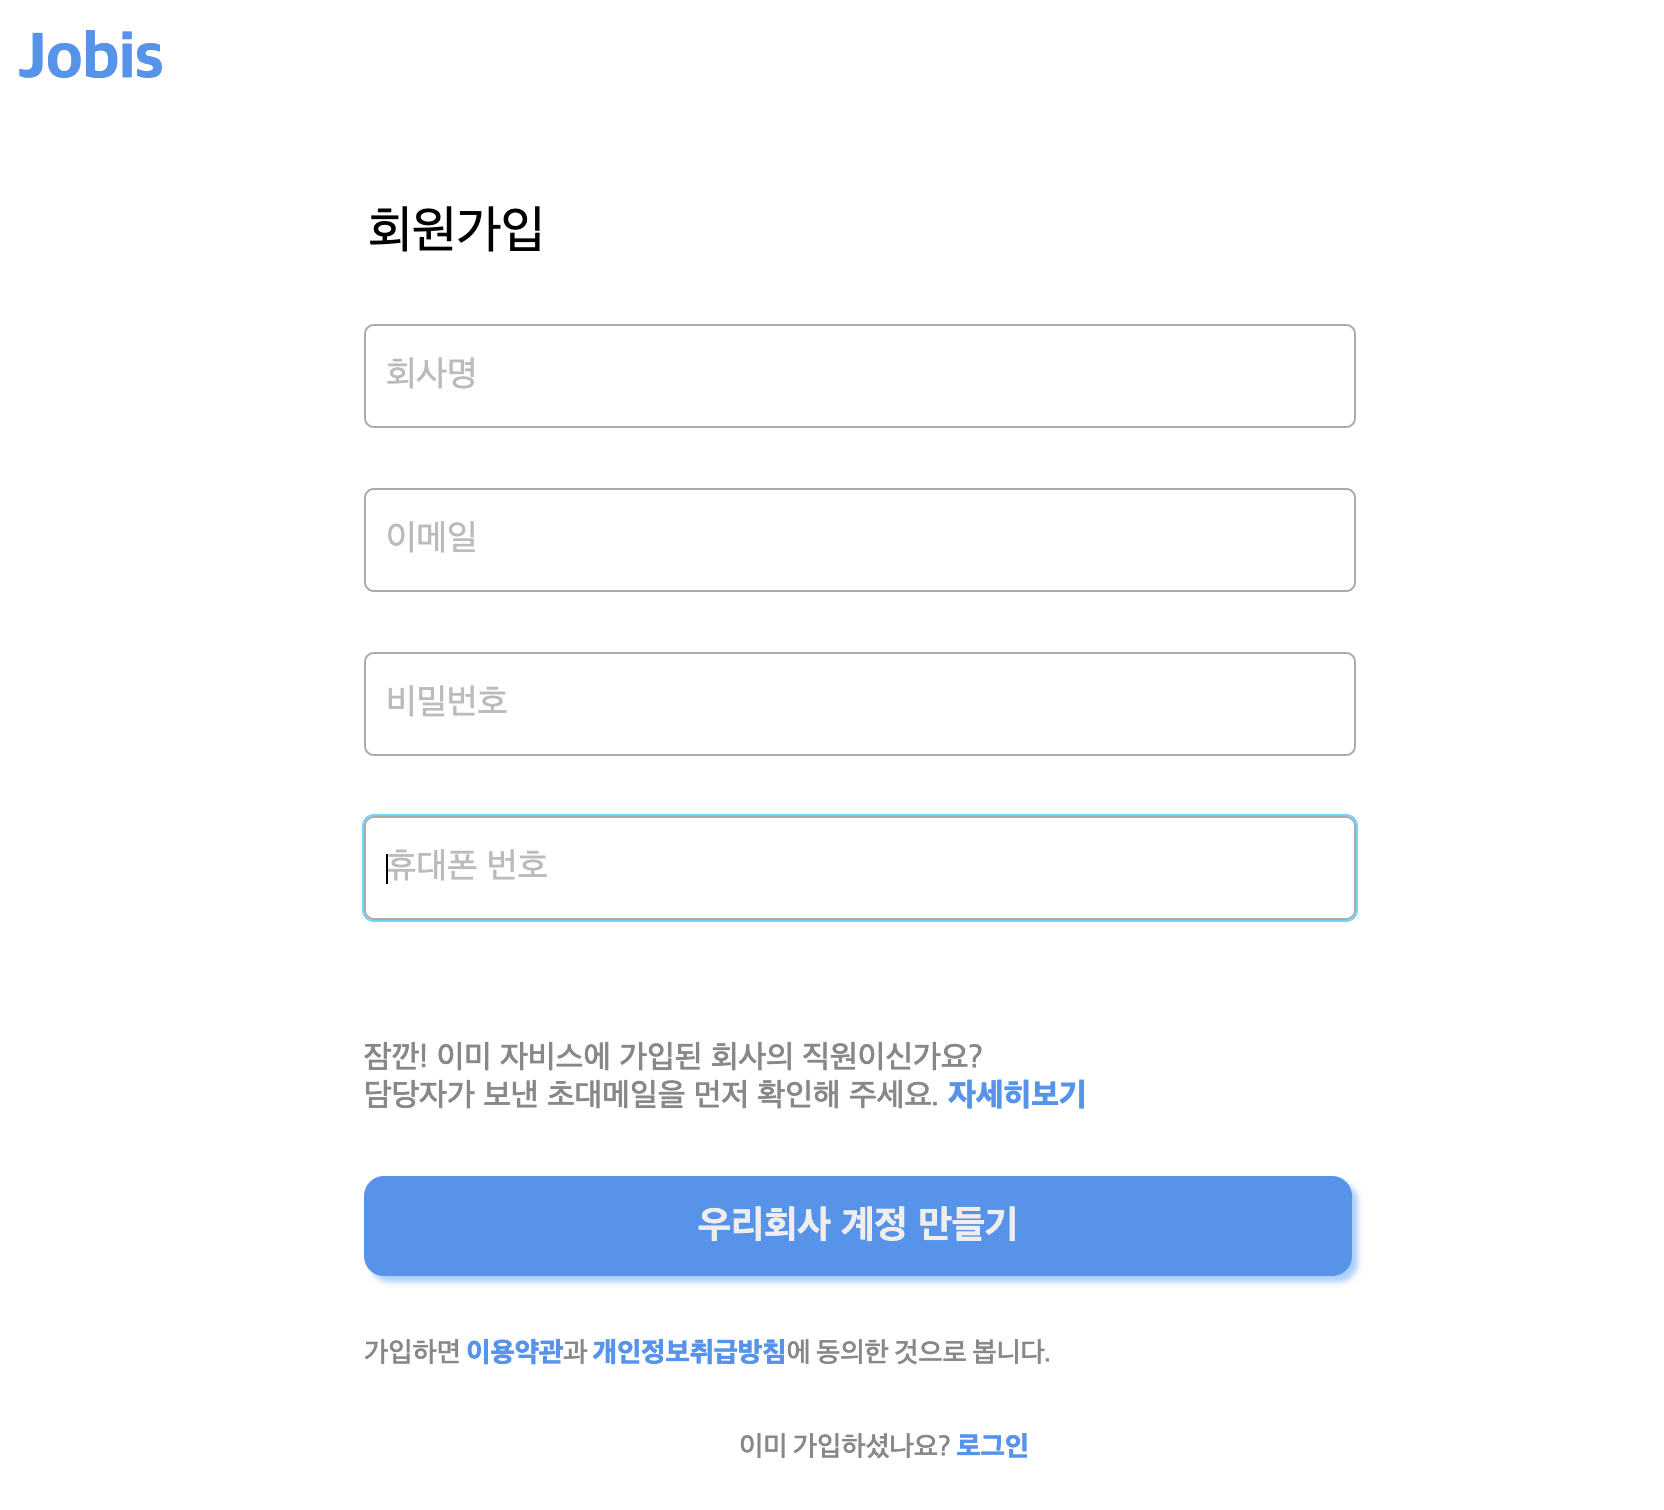 Jobis
회원가입
회사명
이메일
비밀번호
휴대폰 번호
잠깐! 이미 자비스에 가입된 회사의 직원이신가요?
담당자가 보낸 초대메일을 먼저 확인해 주세요. 자세히보기
우리회사 계정 만들기
가입하면 이용약관과 개인정보취급방침에 동의한 것으로 봅니다.
이미 가입하셨나요? 로그인